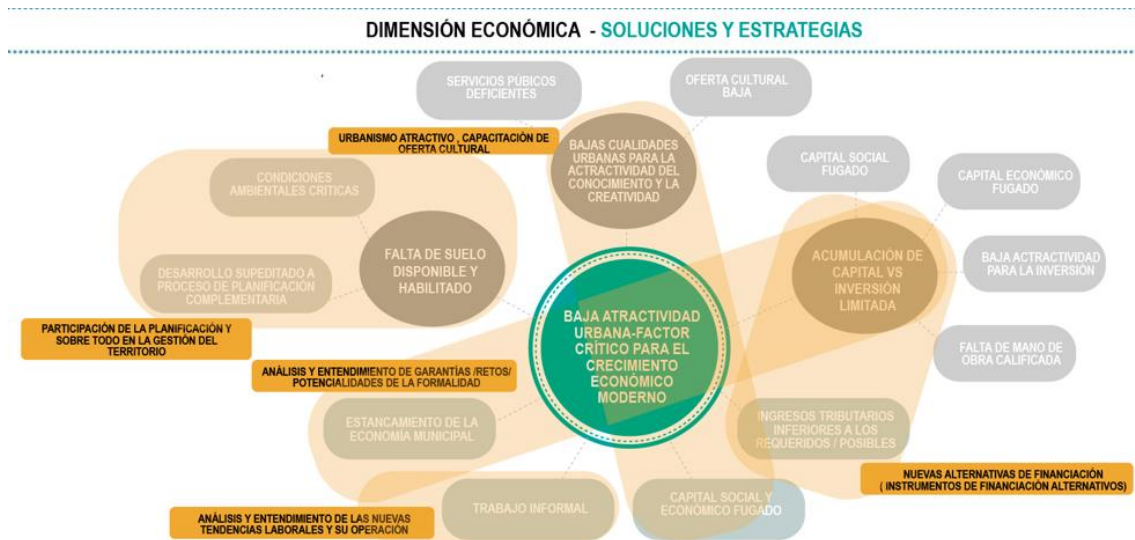 DIMENSIÓN ECONÓMICA - SOLUCIONES Y ESTRATEGIAS
SERVICIOS PÚBICOS
DEFICIENTES
OFERTA CULTURAL
BAJA
URBANISMO ATRACTIVO , CAPACITACIÓN DE
OFERTA CULTURAL
BAJAS CUALIDADES
URBANAS PARA LA
ACTRACTIVIDAD DEL
CONOCIMIENTO Y LA
CREATIVIDAD
CAPITAL SOCIAL
FUGADO
CAPITAL ECONÓMICO
FUGADO
CONDICIONES
AMBIENTALES CRITICAS
FALTA DE SUELO
DISPONIBLE Y
HABILITADO
ACUMULACIÓN DE
CAPITAL VS
INVERSIÓN
LIMITADA
BAJA ACTRACTIVIDAD
PARA LA INVERSIÓN
DESARROLLO SUPEDITADO A
PROCESO DE PLANIFICACIÓN
COMPLEMENTARIA
BAJA ATRACTIVIDAD
URBANA-FACTOR
CRÍTICO PARA EL
CRECIMIENTO
ECONÓMICO
MODERNO
PARTICIPACIÓN DE LA PLANIFICACIÓN Y
SOBRE TODO EN LA GESTIÓN DEL
TERRITORIO
FALTA DE MANO DE
OBRA CALIFICADA
ANÁLISIS Y ENTENDIMIENTO DE GARANTÍAS /RETOS/
POTENCIALIDADES DE LA FORMALIDAD
ESTANCAMIENTO DE LA
ECONOMÍA MUNICIPAL
INGRESOS TRIBUTARIOS
INFERIORES A LOS
REQUERIDOS / POSIBLES
NUEVAS ALTERNATIVAS DE FINANCIACIÓN
( INSTRUMENTOS DE FINANCIACIÓN ALTERNATIVOS)
TRABAJO INFORMAL
CAPITAL SOCIAL Y
ECONÓMICO FUGADO
ANÁLISIS Y ENTENDIMIENTO DE LAS NUEVAS
TENDENCIAS LABORALES Y SU OPERACIÓN